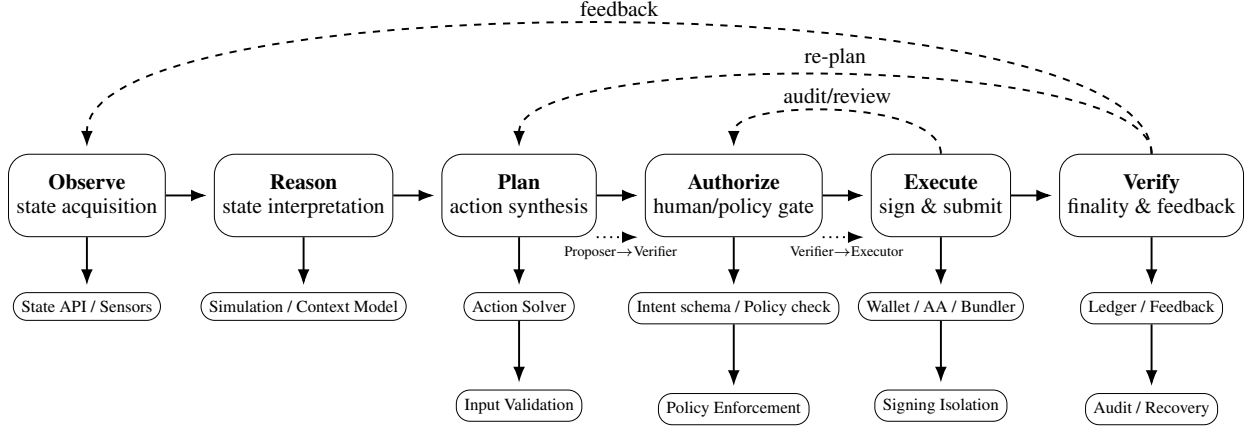 feedback
re-plan
audit/review
Observe
state acquisition
Reason
state interpretation
Plan
action synthesis
Authorize
human/policy gate
Execute
sign & submit
Verify
finality & feedback
Proposer→Verifier
Verifier→Executor
State API / Sensors
Simulation / Context Model
Action Solver
Intent schema / Policy check
Wallet / AA / Bundler
Ledger / Feedback
Input Validation
Policy Enforcement
Signing Isolation
Audit / Recovery